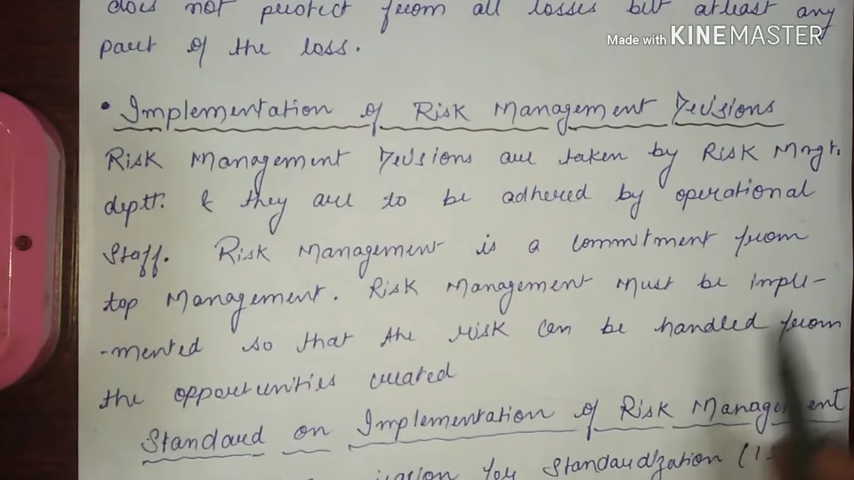 does not protect from all losses but atleast any
Made with KINEMASTER
part of the loss.
• Implementation of Risk Management Decisions
Risk Management Decisions are taken by Risk Mngt.
deptt. & they are to be adhered by operational
Staff. Risk Management is a commitment from
top Management. Risk Management must be imple-
-mented so that the risk can be handled from
the opportunities created
Standard on Implementation of Risk Management
for Standardization (IS